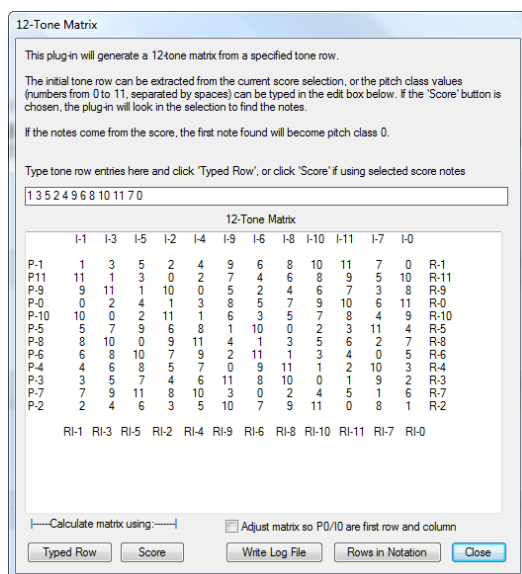 12-Tone Matrix
This plug-in will generate a 12-tone matrix from a specified tone row.
The initial tone row can be extracted from the current score selection, or the pitch class values
(numbers from 0 to 11, separated by spaces) can be typed in the edit box below. If the 'Score' button is
chosen, the plug-in will look in the selection to find the notes.
If the notes come from the score, the first note found will become pitch class 0.
Type tone row entries here and click 'Typed Row', or click 'Score' if using selected score notes
1 3 5 2 4 9 6 8 10 11 7 0
12-Tone Matrix
I-1 I-3 I-5 I-2 I-4 I-9 I-6 I-8 I-10 I-11 I-7 I-0
P-1 1 3 5 2 4 9 6 8 10 11 7 0 R-1
P11 11 1 3 0 2 7 4 6 8 9 5 10 R-11
P-9 9 11 1 10 0 5 2 4 6 7 3 8 R-9
P-0 0 2 4 1 3 8 5 7 9 10 6 11 R-0
P-10 10 0 2 11 1 6 3 5 7 8 4 9 R-10
P-5 5 7 9 6 8 1 10 0 2 3 11 4 R-5
P-8 8 10 0 9 11 4 1 3 5 6 2 7 R-8
P-6 6 8 10 7 9 2 11 1 3 4 0 5 R-6
P-4 4 6 8 5 7 0 9 11 1 2 10 3 R-4
P-3 3 5 7 4 6 11 8 10 0 1 9 2 R-3
P-7 7 9 11 8 10 3 0 2 4 5 1 6 R-7
P-2 2 4 6 3 5 10 7 9 11 0 8 1 R-2
RI-1 RI-3 RI-5 RI-2 RI-4 RI-9 RI-6 RI-8 RI-10 RI-11 RI-7 RI-0
|-----Calculate matrix using:------| Adjust matrix so P0/I0 are first row and column
Typed Row Score Write Log File Rows in Notation Close